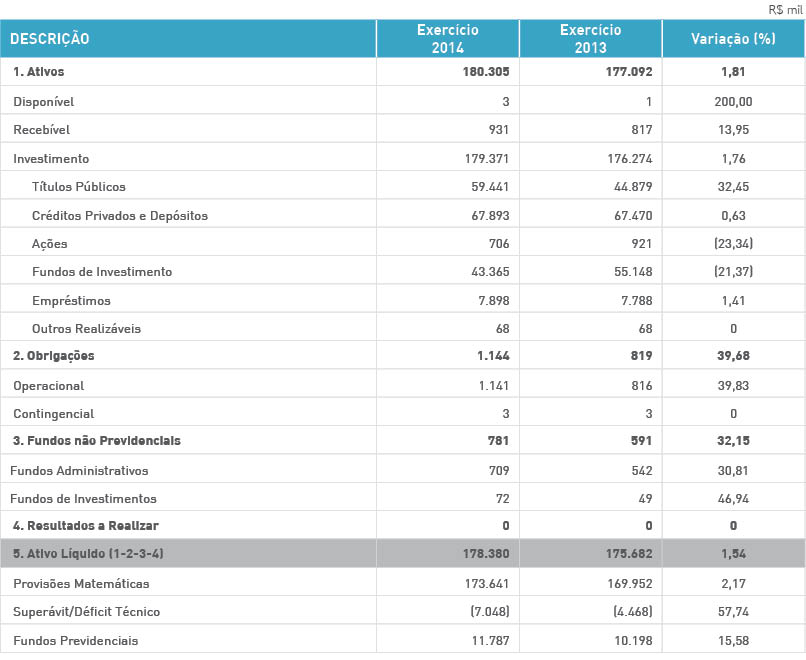 R$ mil
DESCRIÇÃO Exercício 2014 Exercício 2013 Variação (%)
1. Ativos 180.305 177.092 1,81
Disponível 3 1 200,00
Recebível 931 817 13,95
Investimento 179.371 176.274 1,76
Títulos Públicos 59.441 44.879 32,45
Créditos Privados e Depósitos 67.893 67.470 0,63
Ações 706 921 (23,34)
Fundos de Investimento 43.365 55.148 (21,37)
Empréstimos 7.898 7.788 1,41
Outros Realizáveis 68 68 0
2. Obrigações 1.144 819 39,68
Operacional 1.141 816 39,83
Contingencial 3 3 0
3. Fundos não Previdenciais 781 591 32,15
Fundos Administrativos 709 542 30,81
Fundos de Investimentos 72 49 46,94
4. Resultados a Realizar 0 0 0
5. Ativo Líquido (1-2-3-4) 178.380 175.682 1,54
Provisões Matemáticas 173.641 169.952 2,17
Superávit/Déficit Técnico (7.048) (4.468) 57,74
Fundos Previdenciais 11.787 10.198 15,58